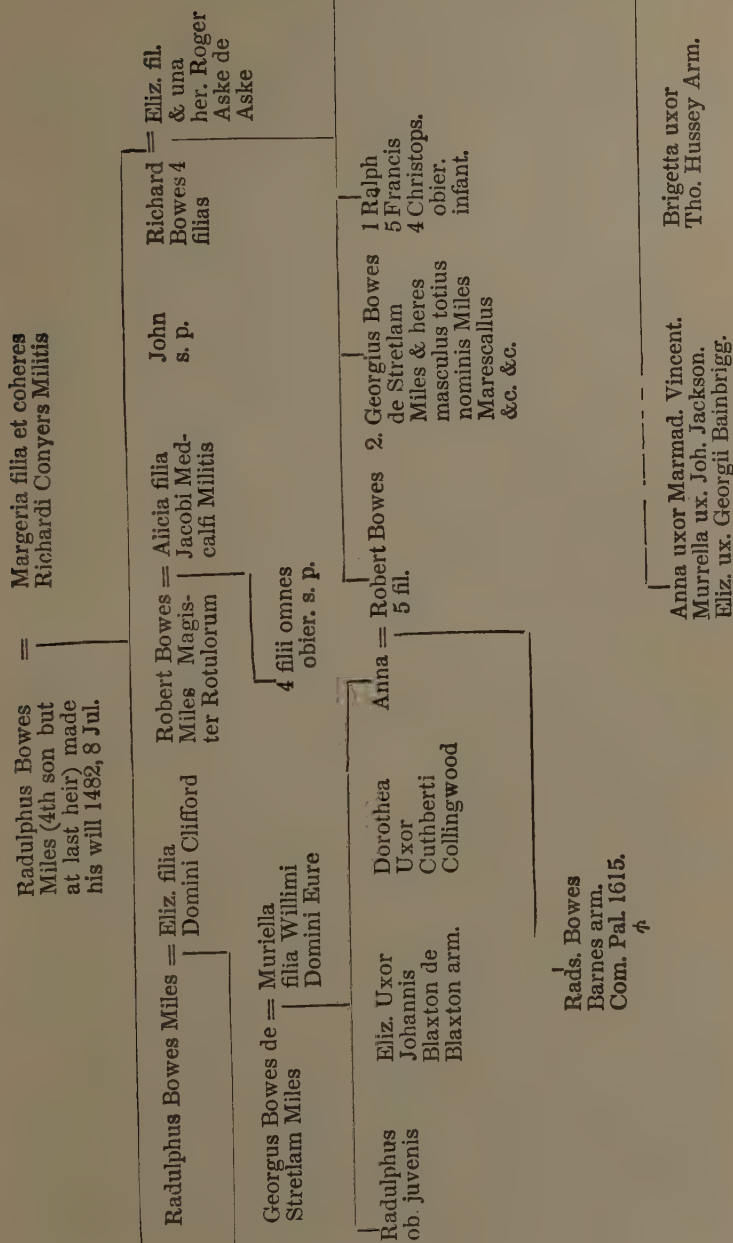 Radulphus Bowes
Miles (4th son but
at last heir) made
his will 1482, 8 Jul.
=
Margeria filia et coheres
Richardi Conyers Militis
Radulphus Bowes Miles = Eliz. filia
Domini Clifford
Robert Bowes = Alicia filia
Miles Magis- Jacobi Med-
ter Rotulorum calfi Militis
John
s. p.
Richard = Eliz. fil.
Bowes 4 & una
filias her. Roger
Aske de
Aske
Georgus Bowes de = Muriella
Stretlam Miles filia Willimi
Domini Eure
4 filii omnes
obier. s. p.
Radulphus
ob. juvenis
Eliz. Uxor
Johannis
Blaxton de
Blaxton arm.
Dorothea
Uxor
Cuthberti
Collingwood
Anna = Robert Bowes
5 fil.
2. Georgius Bowes
de Stretlam
Miles & heres
masculus totius
nominis Miles
Marescallus
&c. &c.
1 Ralph
5 Francis
4 Christops.
obier.
infant.
Rads. Bowes
Barnes arm.
Com. Pal. 1615.
Anna uxor Marmad. Vincent.
Murrella ux. Joh. Jackson.
Eliz. ux. Georgii Bainbrigg.
Brigetta uxor
Tho. Hussey Arm.